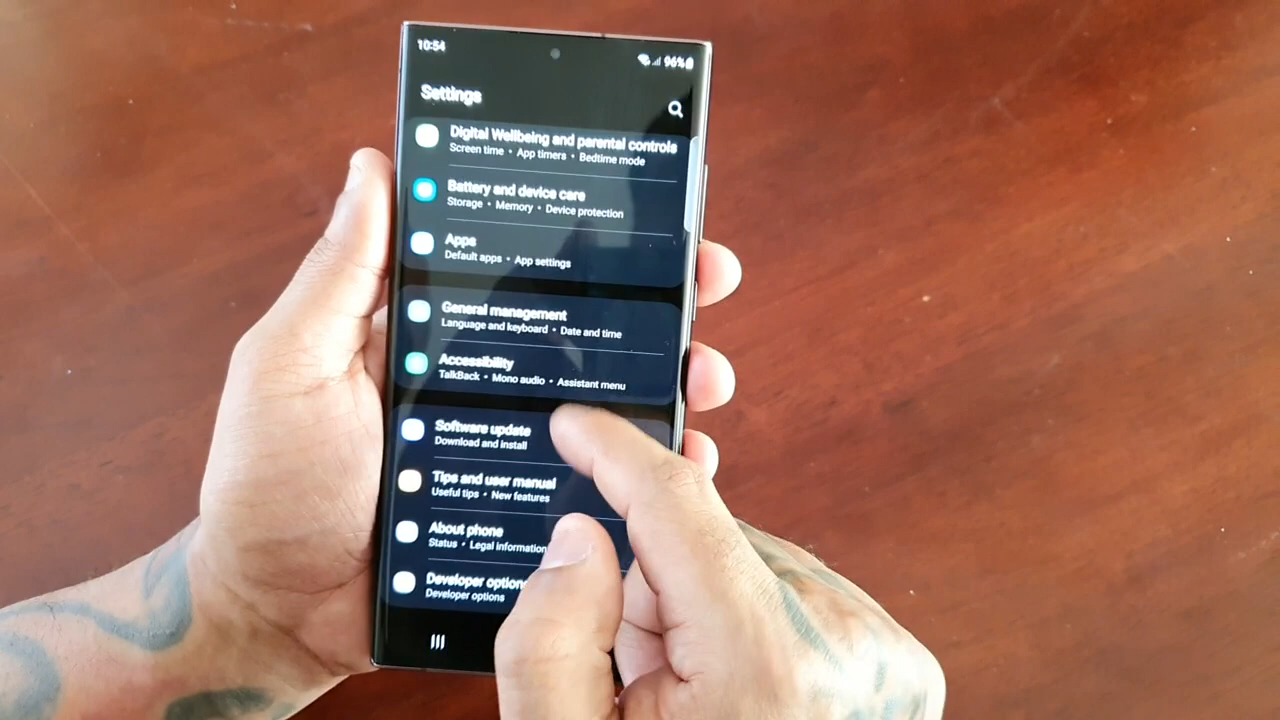 10:54
96%
Settings
Digital Wellbeing and parental controls
Screen time • App timers • Bedtime mode
Battery and device care
Storage • Memory • Device protection
Apps
Default apps • App settings
General management
Language and keyboard • Date and time
Accessibility
TalkBack • Mono audio • Assistant menu
Software update
Download and install
Tips and user manual
Useful tips • New features
About phone
Status • Legal information
Developer option
Developer options